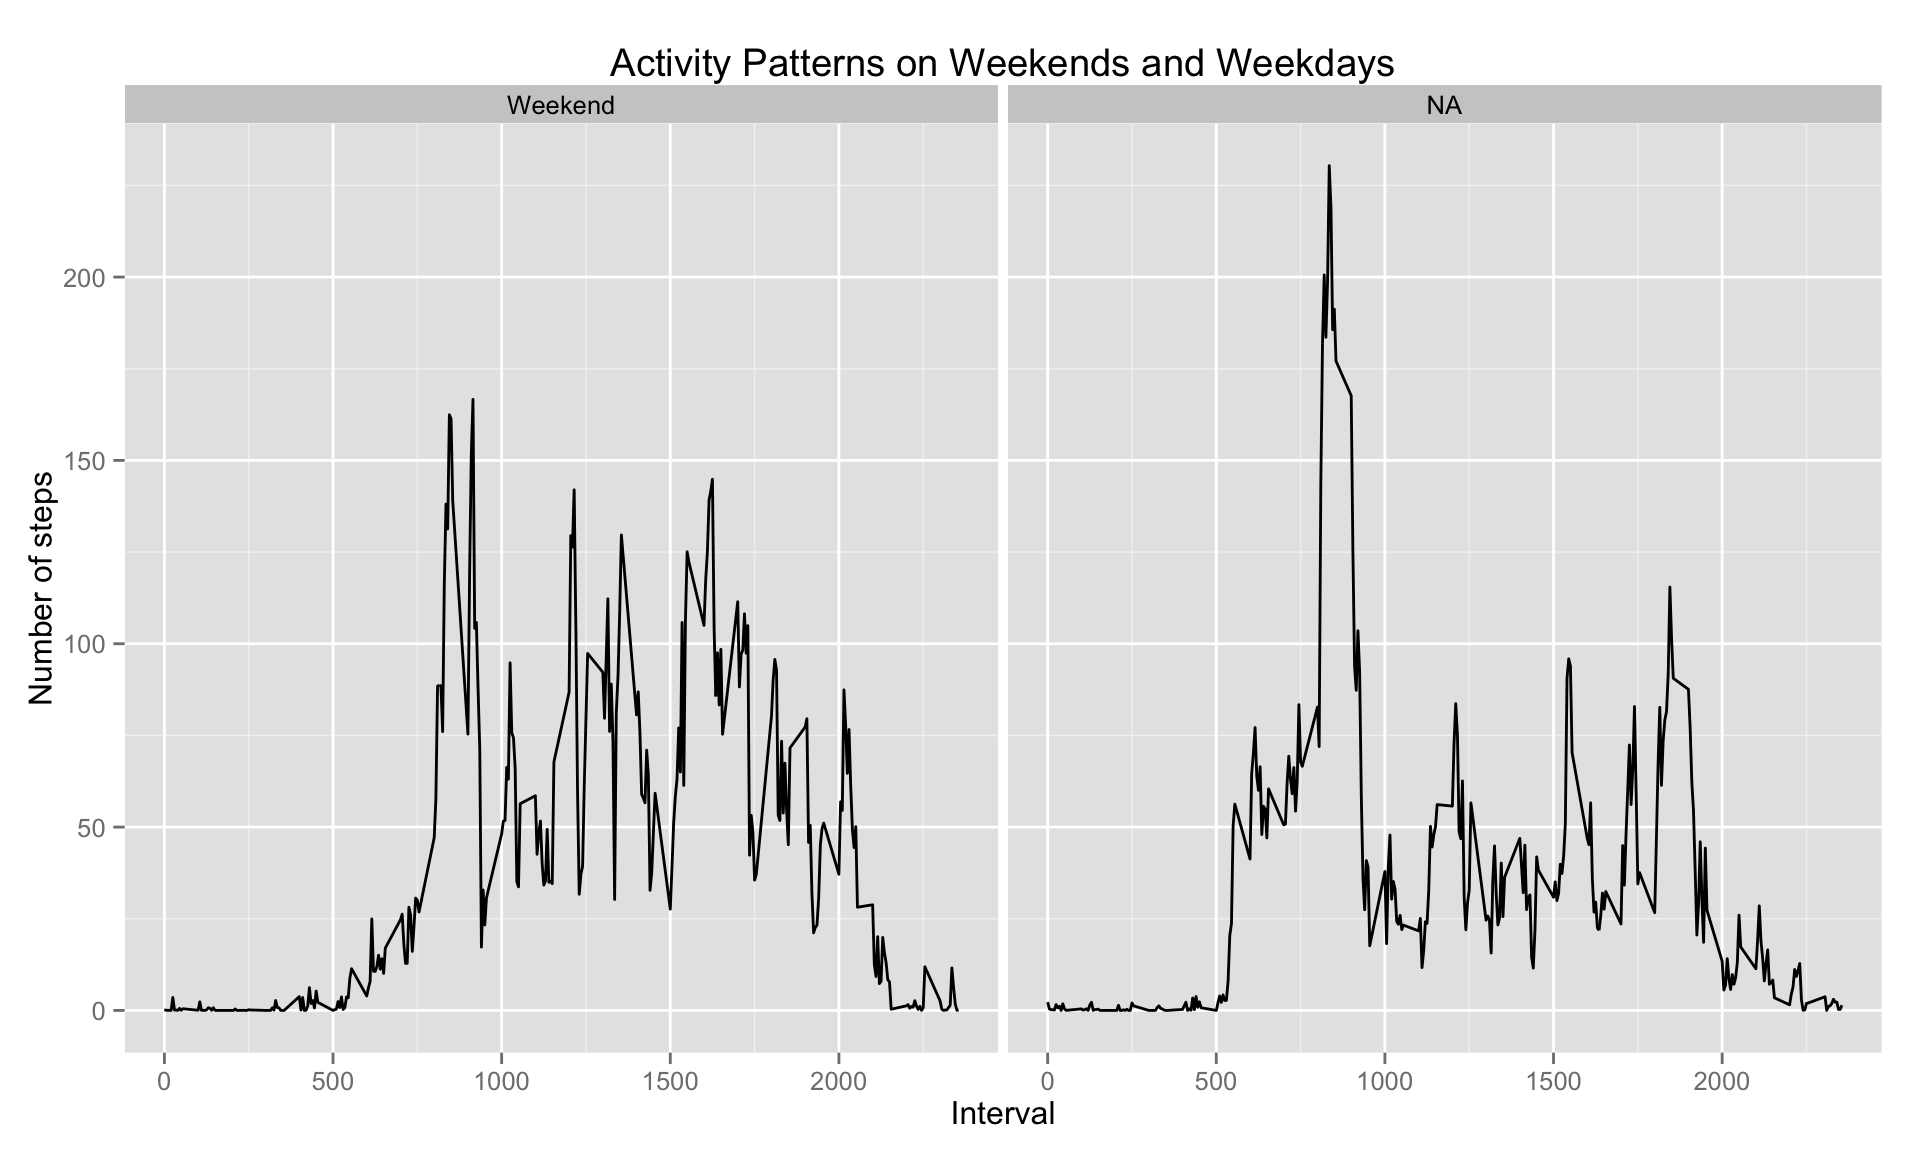 Activity Patterns on Weekends and Weekdays
Weekend
NA
Number of steps
200
150
100
50
0
0 500 1000 1500 2000
0 500 1000 1500 2000
Interval